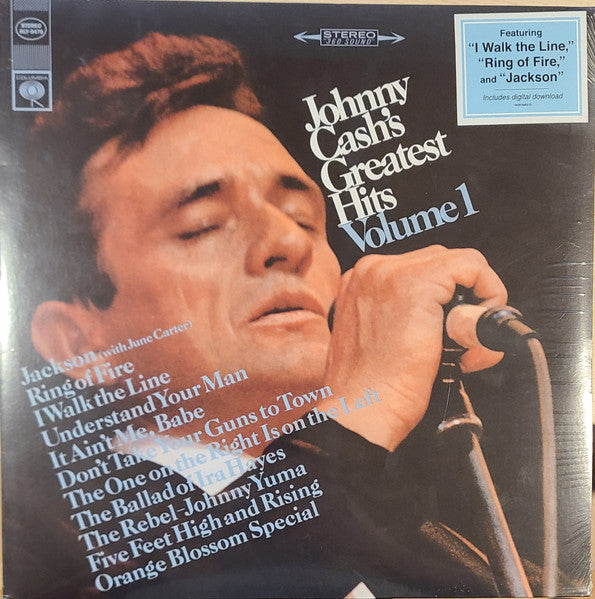 STEREO
RLY-9478
COLUMBIA
STEREO
"360 SOUND"
Featuring
"I Walk the Line,"
"Ring of Fire,"
and "Jackson"
Includes digital download
Johnny
Cash's
Greatest
Hits
Volume 1
Jackson (with June Carter)
Ring of Fire
I Walk the Line
Understand Your Man
It Ain't Me, Babe
Don't Take Your Guns to Town
The One on the Right Is on the Left
The Ballad of Ira Hayes
The Rebel-Johnny Yuma
Five Feet High and Rising
Orange Blossom Special